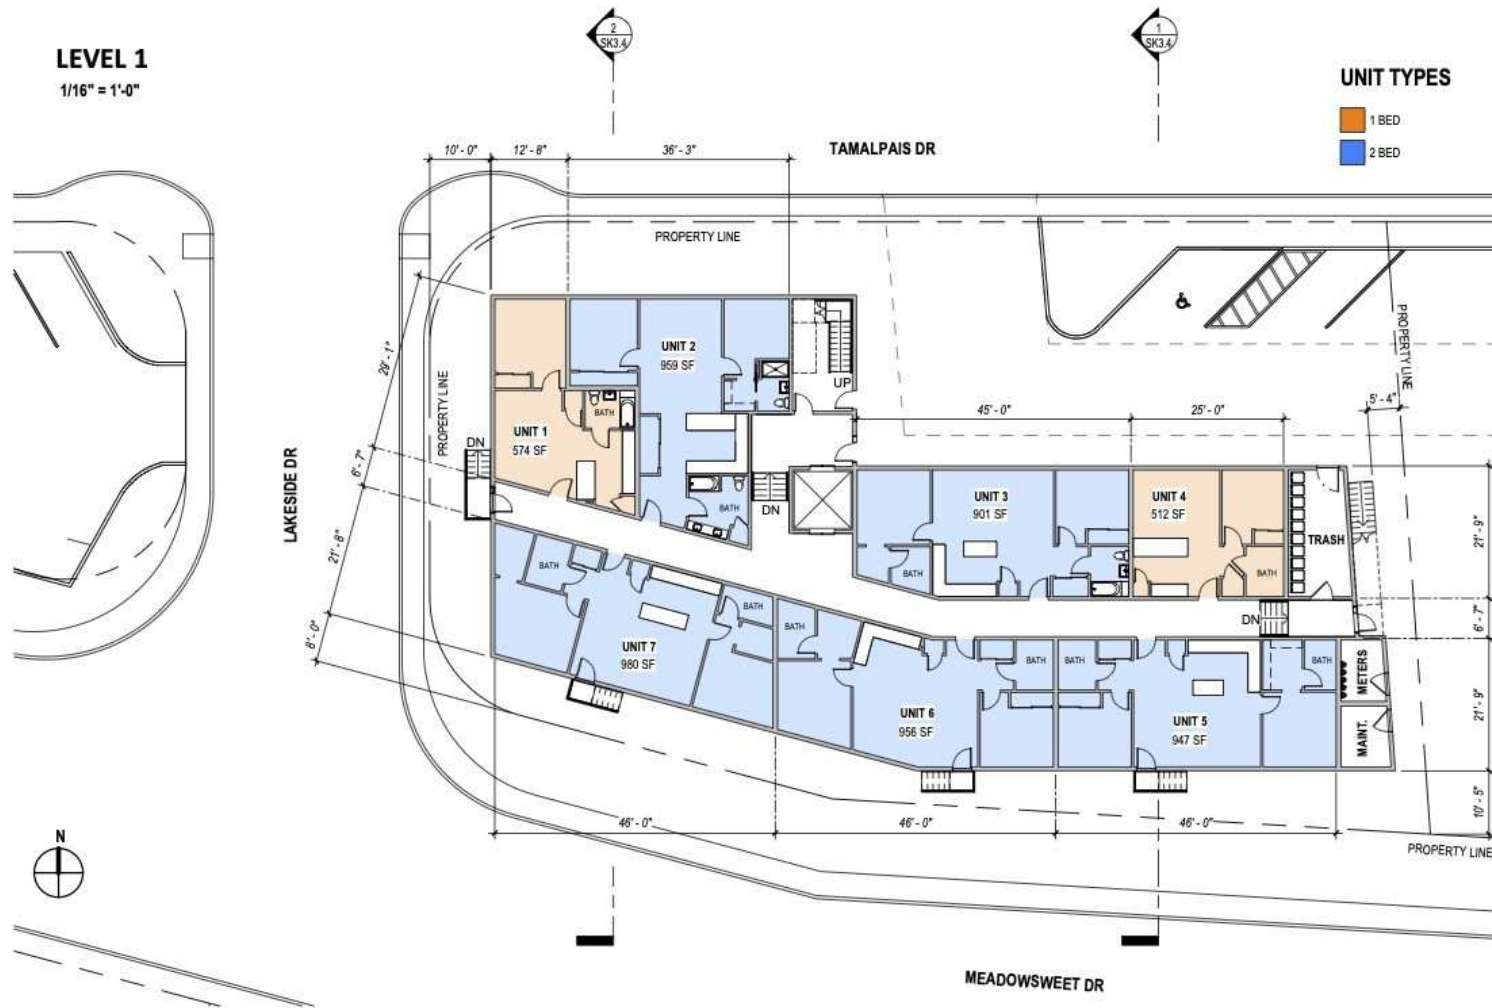 LEVEL 1
1/16" = 1'-0"
2
SK3.4
1
SK3.4
UNIT TYPES
1 BED
2 BED
10' - 0"
12' - 8"
36' - 3"
TAMALPAIS DR
PROPERTY LINE
PROPERTY LINE
PROPERTY LINE
29' - 1"
6' - 7"
21' - 8"
8' - 0"
LAKESIDE DR
UNIT 2
959 SF
UP
BATH
UNIT 1
574 SF
DN
BATH
DN
45' - 0"
25' - 0"
5' - 4"
UNIT 3
901 SF
BATH
UNIT 4
512 SF
BATH
TRASH
21' - 9"
DN
6' - 7"
BATH
BATH
UNIT 7
980 SF
BATH
UNIT 6
956 SF
BATH
BATH
UNIT 5
947 SF
BATH
METERS
MAINT.
21' - 9"
10' - 5"
46' - 0"
46' - 0"
46' - 0"
PROPERTY LINE
N
MEADOWSWEET DR